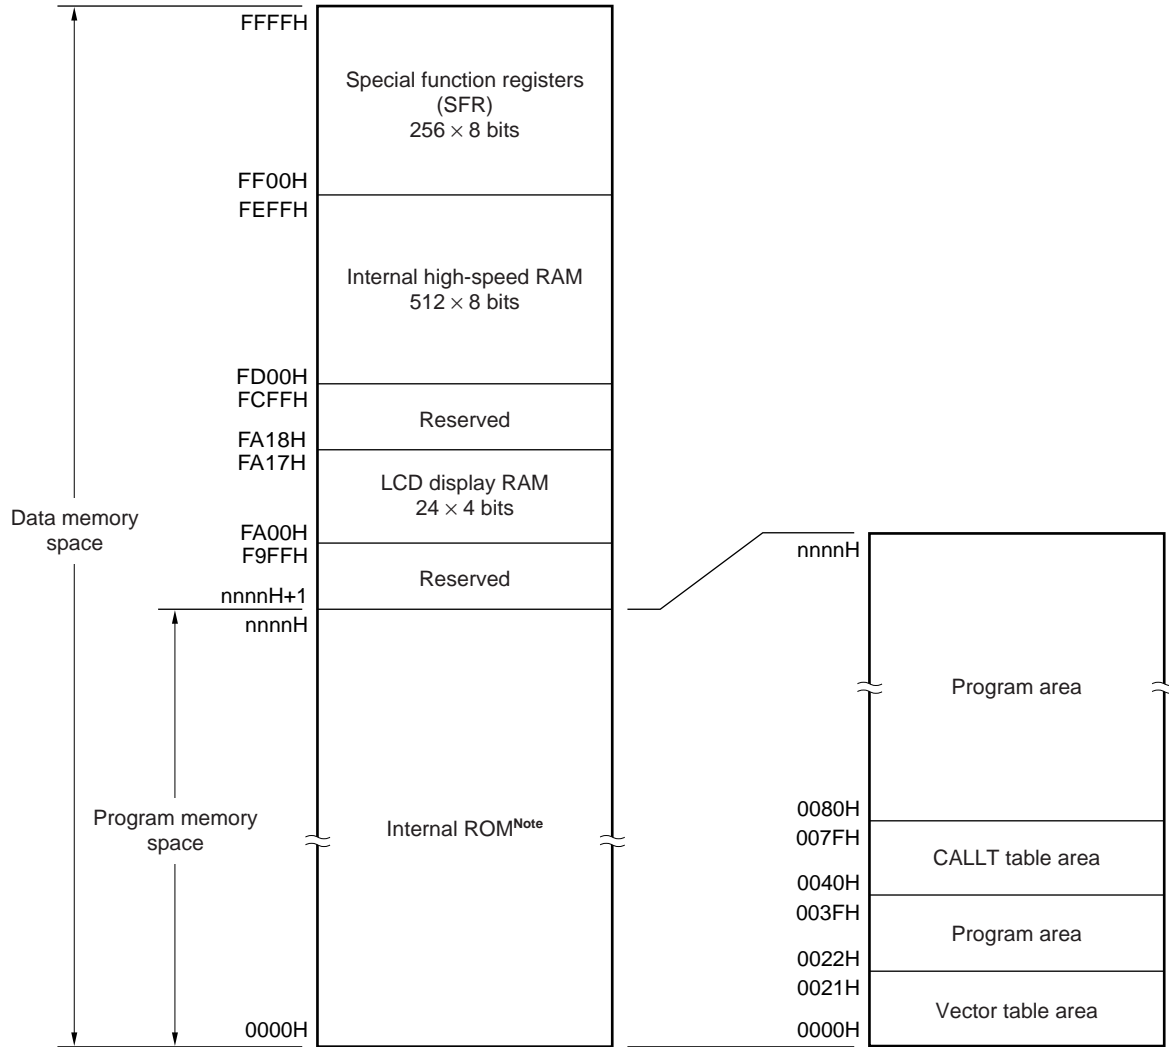 FFFFH
Special function registers
(SFR)
256 × 8 bits
FF00H
FEFFH
Internal high-speed RAM
512 × 8 bits
FD00H
FCFFH
Reserved
FA18H
FA17H
LCD display RAM
24 × 4 bits
Data memory
space
FA00H
F9FFH
Reserved
nnnnH+1
nnnnH
Program memory
space
Internal ROMNote
0000H
nnnnH
Program area
0080H
007FH
CALLT table area
0040H
003FH
Program area
0022H
0021H
Vector table area
0000H